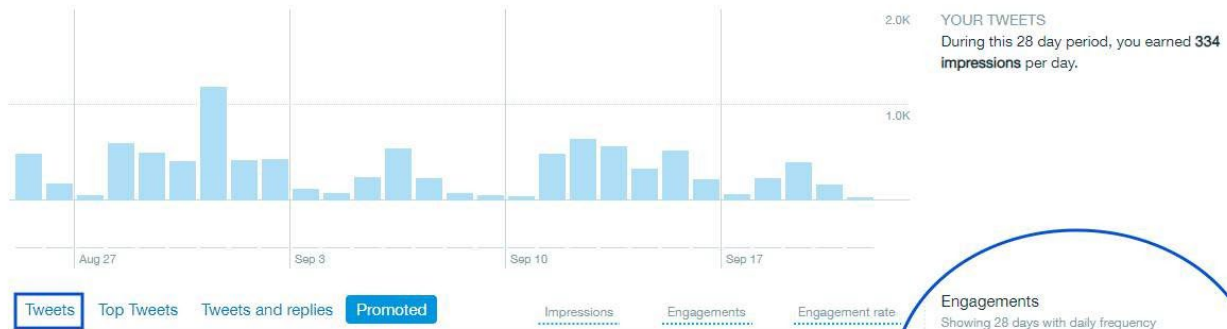 2.0K
YOUR TWEETS
During this 28 day period, you earned 334
impressions per day.
1.0K
Aug 27
Sep 3
Sep 10
Sep 17
Tweets
Top Tweets
Tweets and replies
Promoted
Impressions
Engagements
Engagement rate
Engagements
Showing 28 days with daily frequency